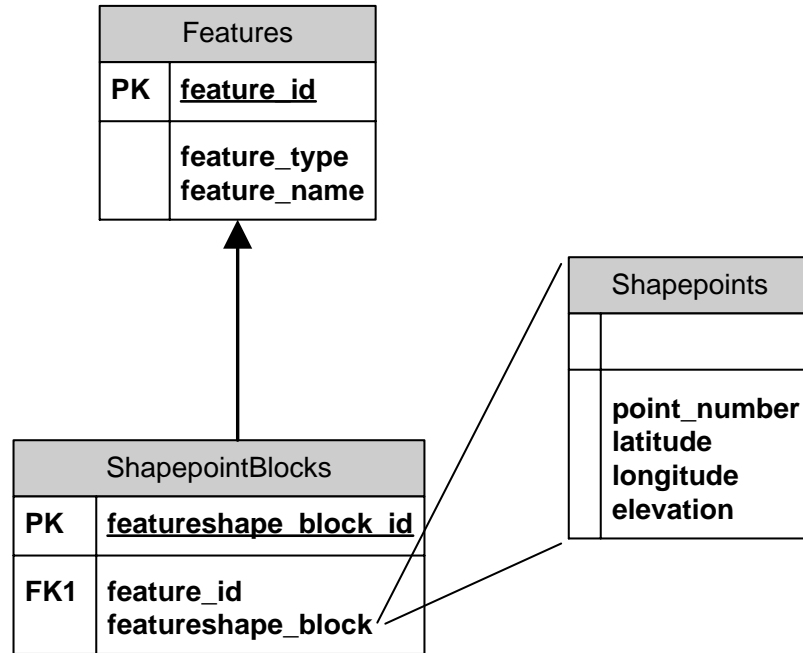 Features
PK feature_id
feature_type
feature_name
Shapepoints
point_number
latitude
longitude
elevation
ShapepointBlocks
PK featureshape_block_id
FK1 feature_id
featureshape_block